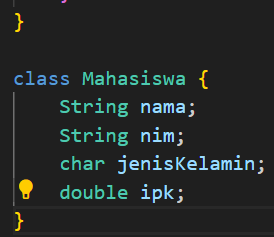 }
class Mahasiswa {
String nama;
String nim;
char jenisKelamin;
double ipk;
}